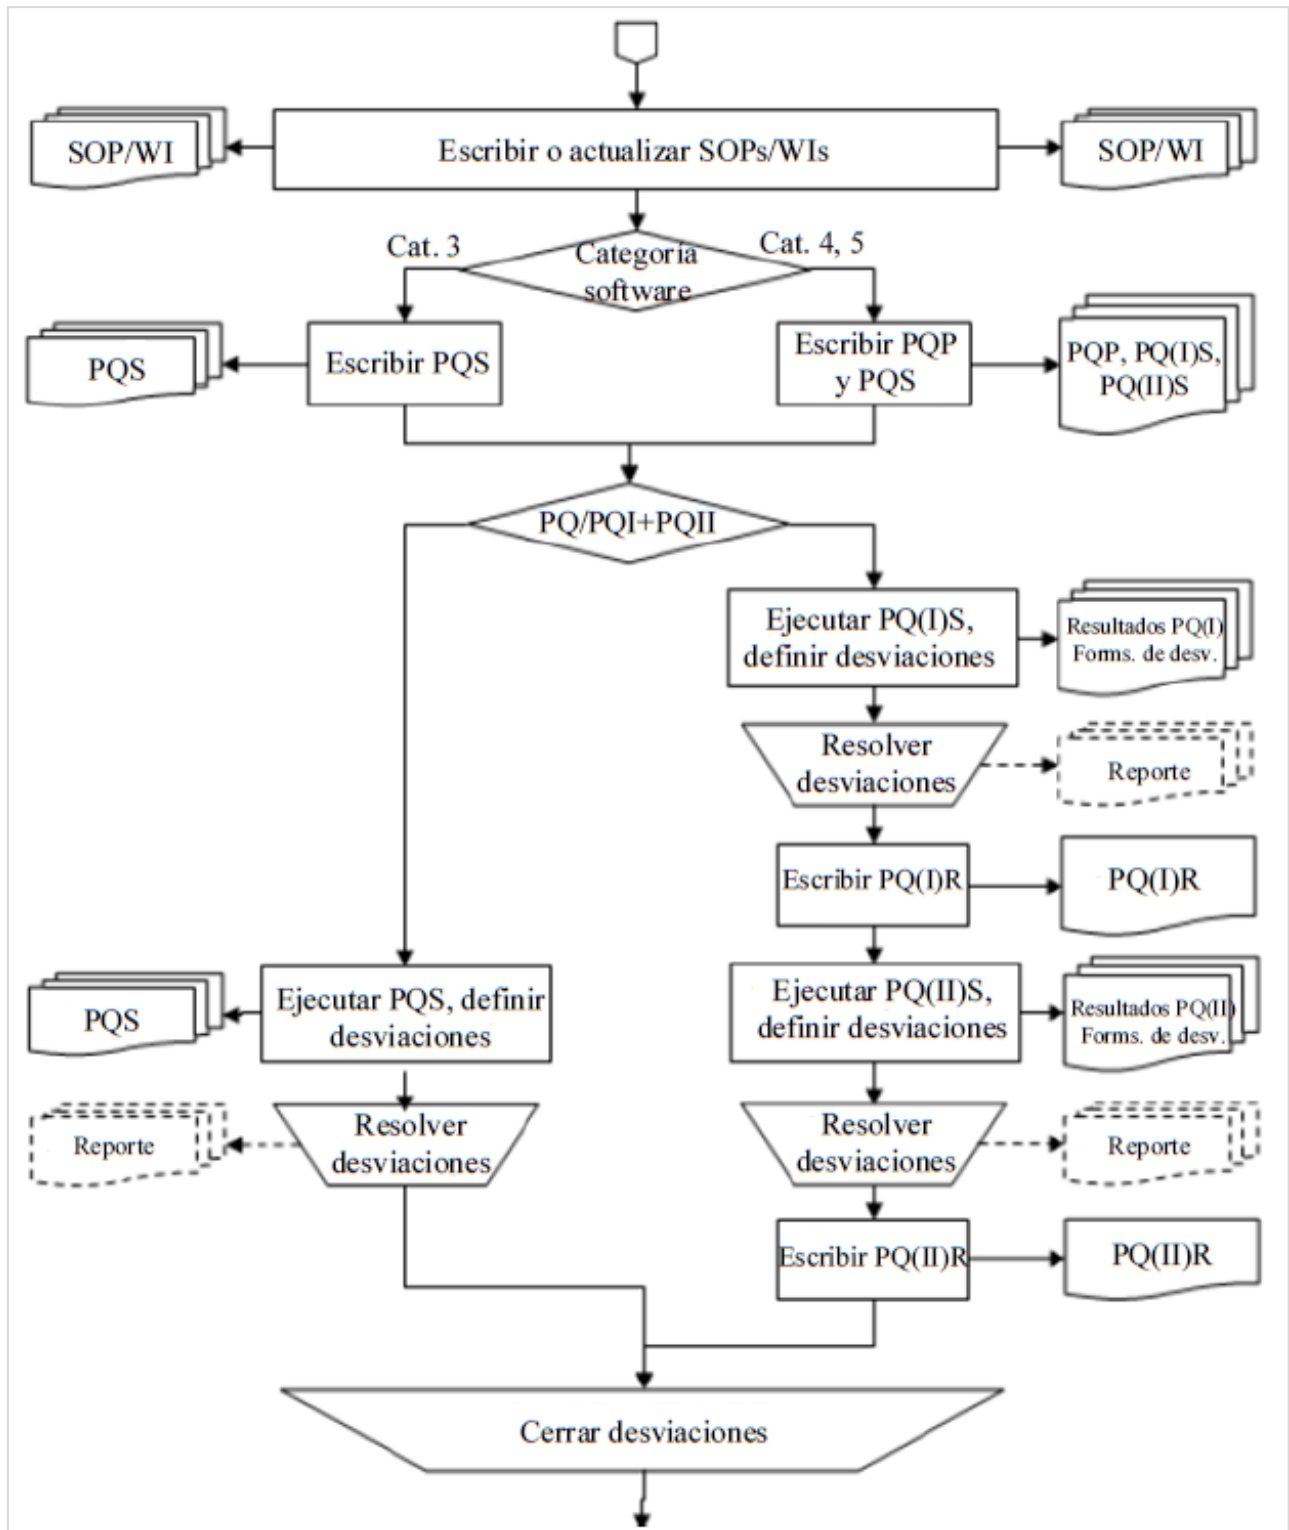 SOP/WI
Escribir o actualizar SOPs/WIs
SOP/WI
Cat. 3
Categoría
software
Cat. 4, 5
PQS
Escribir PQS
Escribir PQP
y PQS
PQP, PQ(I)S,
PQ(II)S
PQ/PQI+PQII
Ejecutar PQ(I)S,
definir desviaciones
Resultados PQ(I)
Forms. de desv.
Resolver
desviaciones
Reporte
Escribir PQ(I)R
PQ(I)R
PQS
Ejecutar PQS, definir
desviaciones
Ejecutar PQ(II)S,
definir desviaciones
Resultados PQ(II)
Forms. de desv.
Reporte
Resolver
desviaciones
Resolver
desviaciones
Reporte
Escribir PQ(II)R
PQ(II)R
Cerrar desviaciones